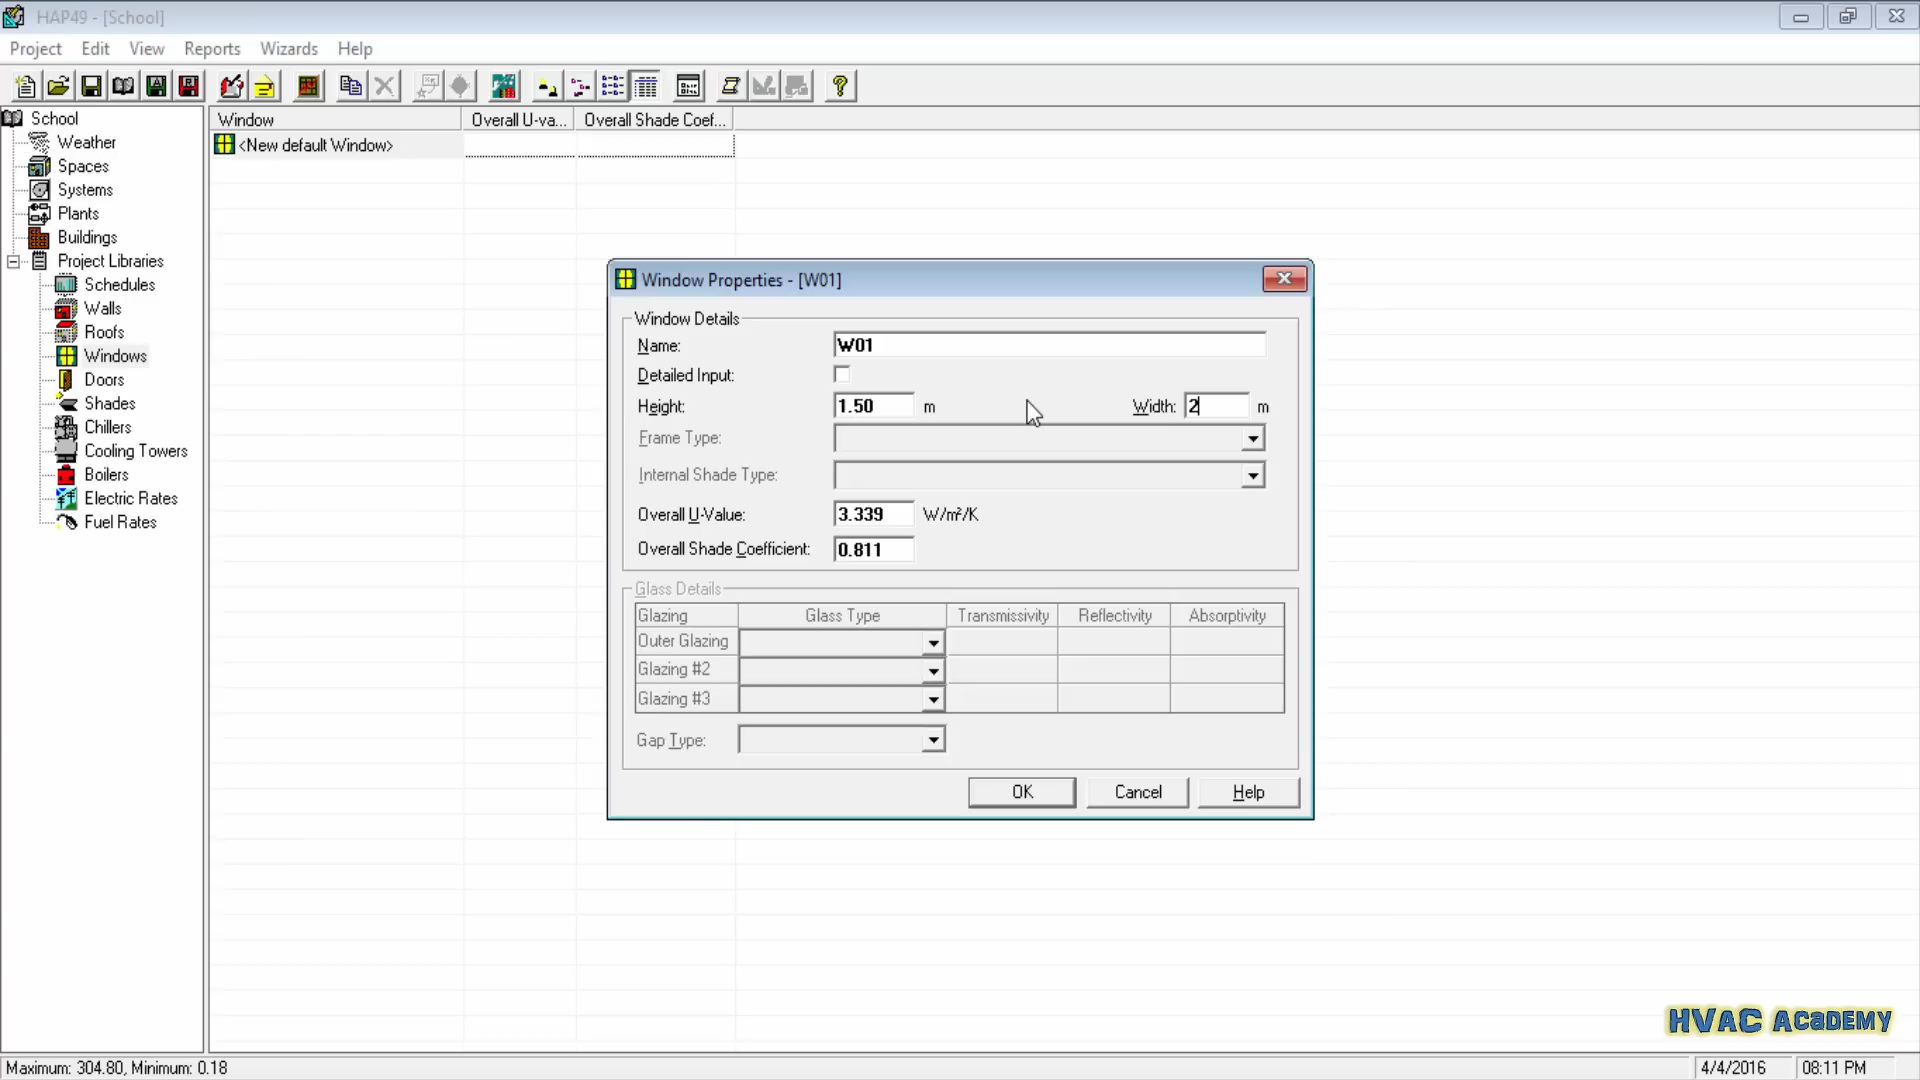 HAP49 - [School]
Project Edit View Reports Wizards Help
School
Weather
Spaces
Systems
Plants
Buildings
Project Libraries
Schedules
Walls
Roofs
Windows
Doors
Shades
Chillers
Cooling Towers
Boilers
Electric Rates
Fuel Rates
Window Overall U-va... Overall Shade Coef...
<New default Window>
Window Properties - [W01]
Window Details
Name: W01
Detailed Input:
Height: 1.50 m Width: 2 m
Frame Type:
Internal Shade Type:
Overall U-Value: 3.339 W/m²/K
Overall Shade Coefficient: 0.811
Glass Details
Glazing Glass Type Transmissivity Reflectivity Absorptivity
Outer Glazing
Glazing #2
Glazing #3
Gap Type:
OK Cancel Help
HVAC Academy
Maximum: 304.80, Minimum: 0.18 4/4/2016 08:11 PM